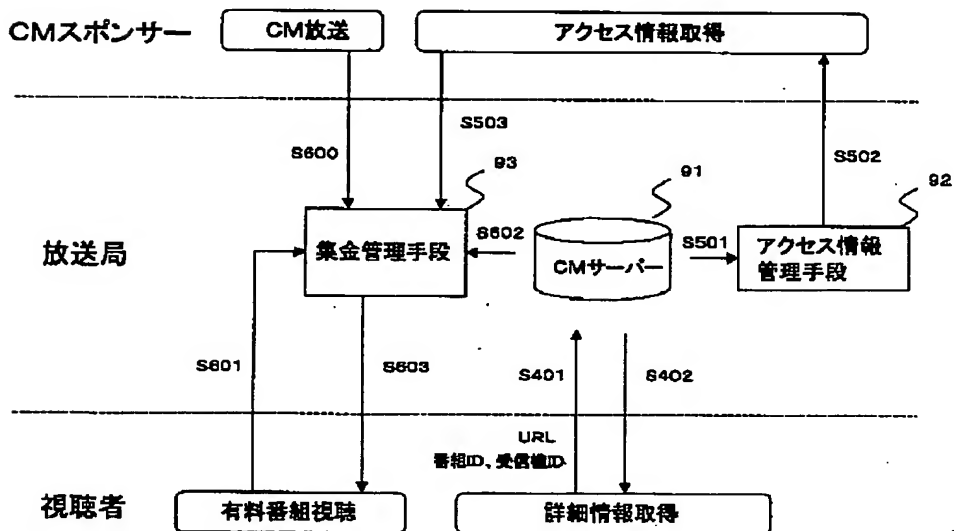 CMスポンサー
CM放送
アクセス情報取得
S600
S503
S502
93
91
92
放送局
集金管理手段
S602
CMサーバー
S501
アクセス情報
管理手段
S601
S603
S401
S402
URL
番組ID、受信機ID
視聴者
有料番組視聴
詳細情報取得